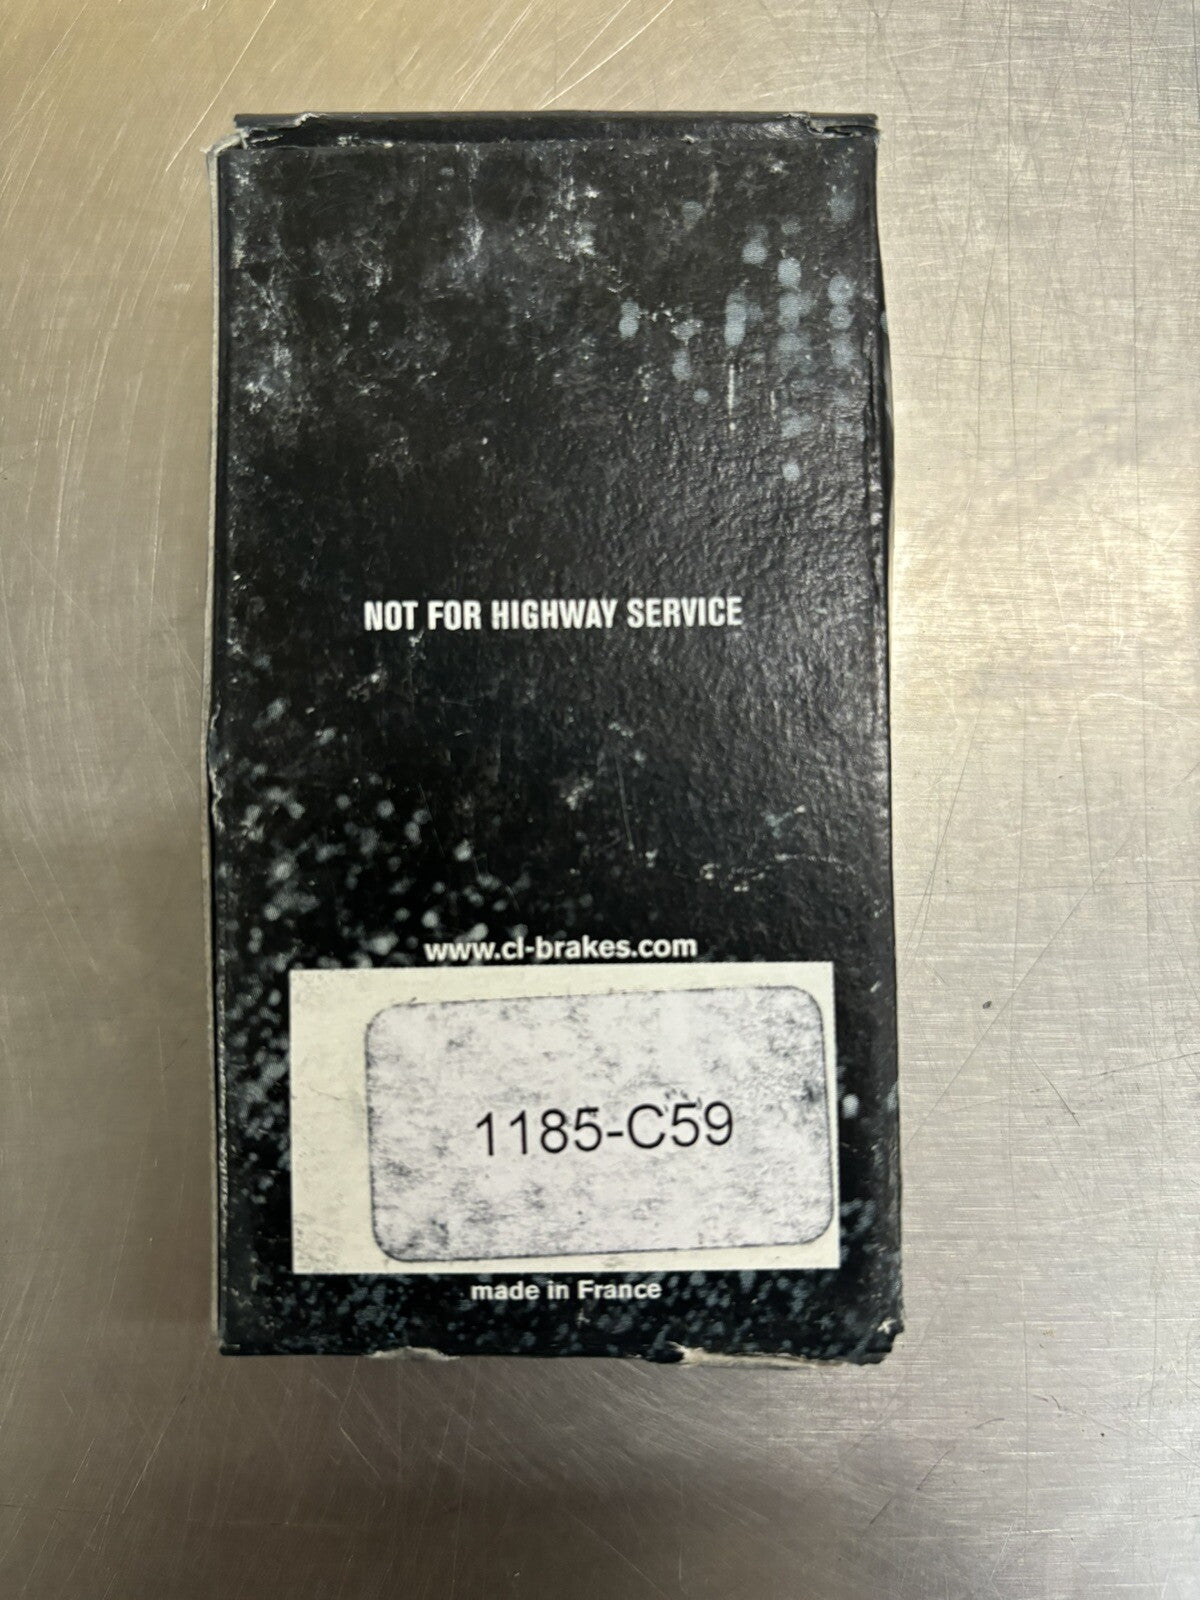 NOT FOR HIGHWAY SERVICE
www.cl-brakes.com
1185-C59
made in France